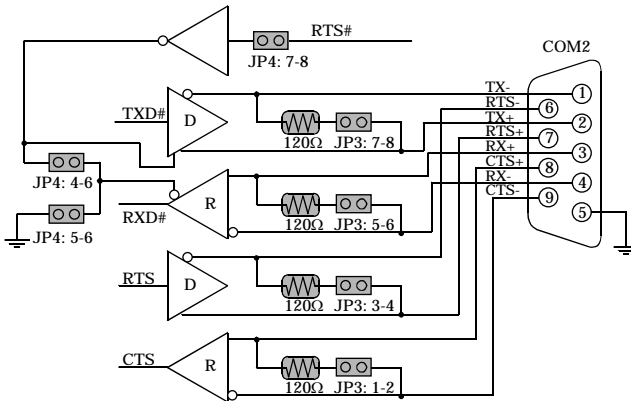 RTS#
JP4: 7-8
COM2
TX-
1
RTS-
6
TXD#
D
TX+
2
120Ω JP3: 7-8
RTS+
7
RX+
3
JP4: 4-6
CTS+
8
R
RX-
4
RXD#
CTS-
9
120Ω JP3: 5-6
5
JP4: 5-6
RTS
D
120Ω JP3: 3-4
CTS
R
120Ω JP3: 1-2